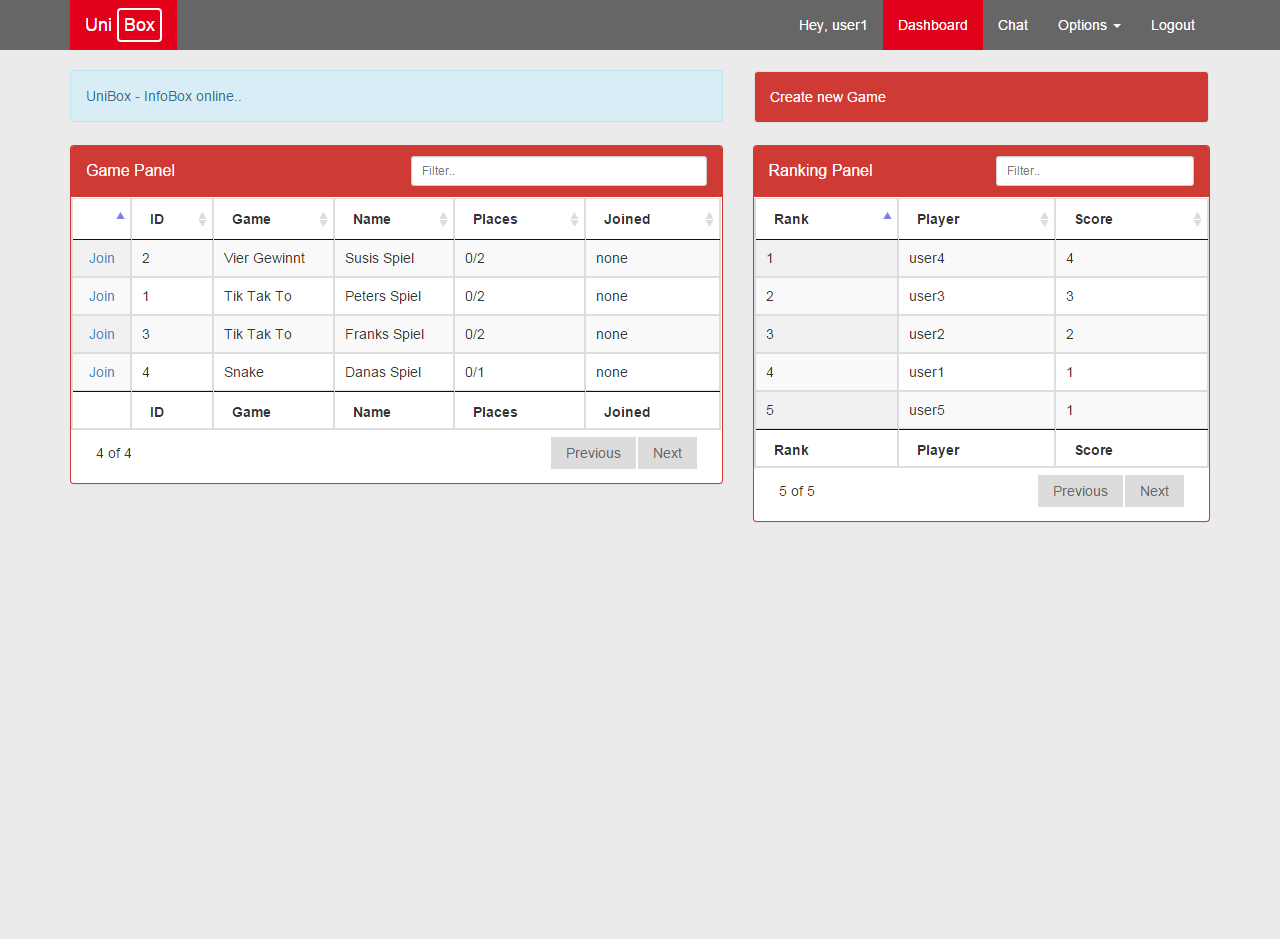 Uni Box Hey, user1 Dashboard Chat Options Logout
UniBox - InfoBox online..
Create new Game
Game Panel Filter..
ID Game Name Places Joined
Join 2 Vier Gewinnt Susis Spiel 0/2 none
Join 1 Tik Tak To Peters Spiel 0/2 none
Join 3 Tik Tak To Franks Spiel 0/2 none
Join 4 Snake Danas Spiel 0/1 none
ID Game Name Places Joined
4 of 4 Previous Next
Ranking Panel Filter..
Rank Player Score
1 user4 4
2 user3 3
3 user2 2
4 user1 1
5 user5 1
Rank Player Score
5 of 5 Previous Next